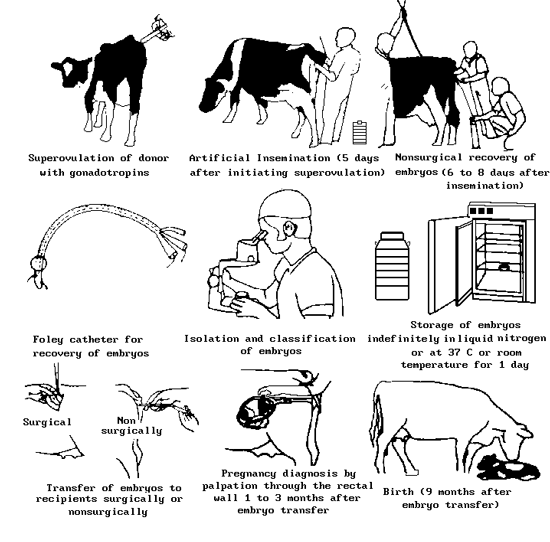 Superovulation of donor
with gonadotropins
Artificial Insemination (5 days
after initiating superovulation)
Nonsurgical recovery of
embryos (6 to 8 days after
insemination)
Foley catheter for
recovery of embryos
Isolation and classification
of embryos
Storage of embryos
indefinitely in liquid nitrogen
or at 37 C or room
temperature for 1 day
Surgical
Non
surgically
Transfer of embryos to
recipients surgically or
nonsurgically
Pregnancy diagnosis by
palpation through the rectal
wall 1 to 3 months after
embryo transfer
Birth (9 months after
embryo transfer)